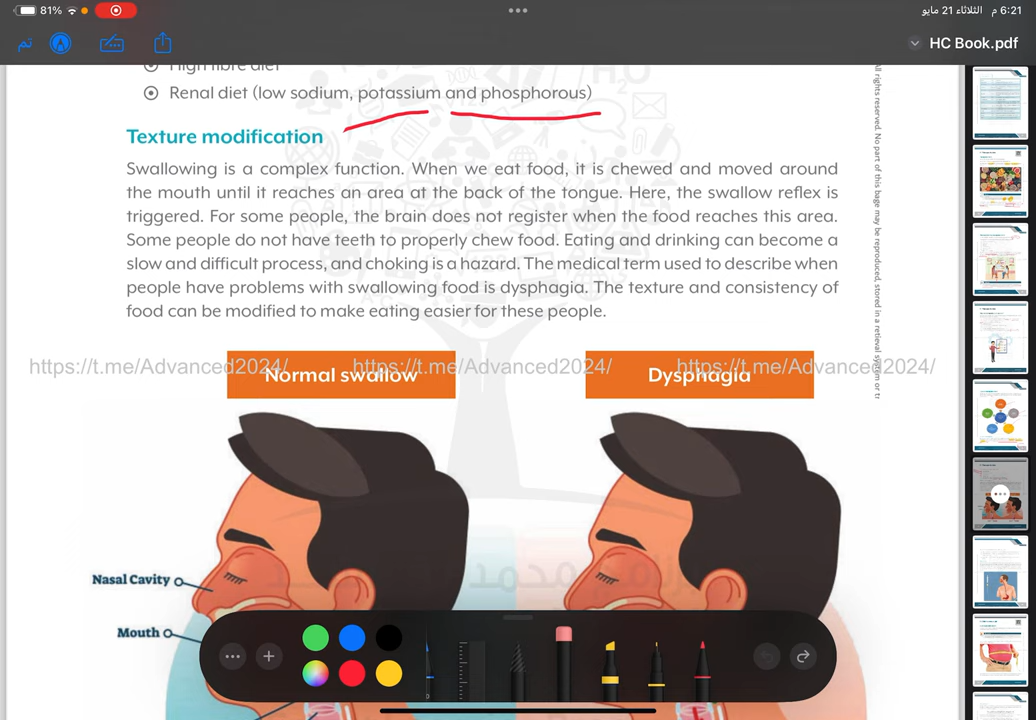 81%
6:21 م الثلاثاء 21 مايو
تم
HC Book.pdf
High fibre diet
Renal diet (low sodium, potassium and phosphorous)
Texture modification
Swallowing is a complex function. When we eat food, it is chewed and moved around
the mouth until it reaches an area at the back of the tongue. Here, the swallow reflex is
triggered. For some people, the brain does not register when the food reaches this area.
Some people do not have teeth to properly chew food. Eating and drinking can become a
slow and difficult process, and choking is a hazard. The medical term used to describe when
people have problems with swallowing food is dysphagia. The texture and consistency of
food can be modified to make eating easier for these people.
All rights reserved. No part of this bage may be reproduced, stored in a retieval system or tr
https://t.me/Advanced2024/ https://t.me/Advanced2024/ https://t.me/Advanced2024/
Normal swallow
Dysphagia
Nasal Cavity
Mouth